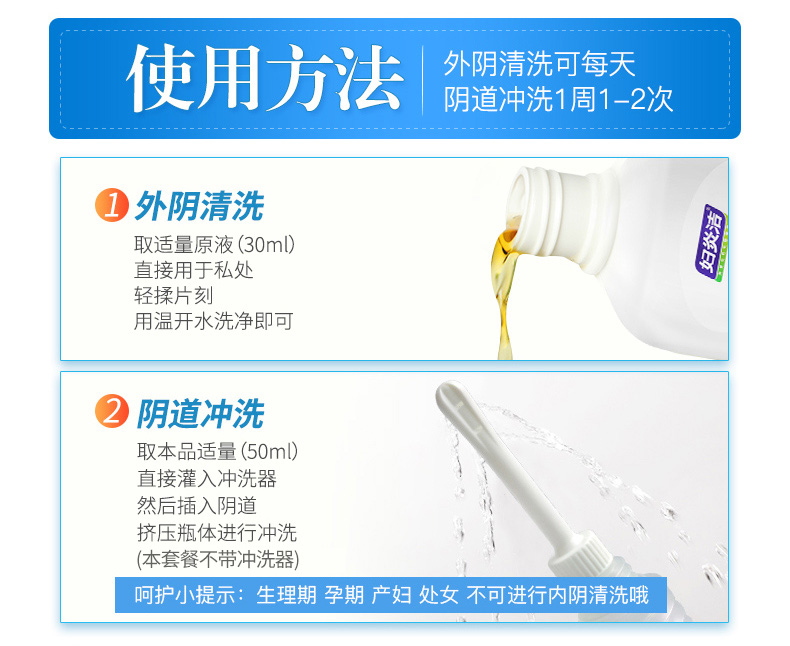 使用方法
外阴清洗可每天
阴道冲洗1周1-2次
1 外阴清洗
取适量原液(30ml)
直接用于私处
轻揉片刻
用温开水洗净即可
妇炎洁
2 阴道冲洗
取本品适量(50ml)
直接灌入冲洗器
然后插入阴道
挤压瓶体进行冲洗
(本套餐不带冲洗器)
呵护小提示：生理期 孕期 产妇 处女 不可进行内阴清洗哦